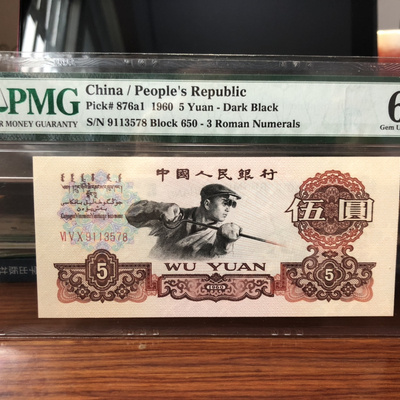 PMG
China / People's Republic
Pick# 876a1 1960 5 Yuan - Dark Black
MONEY GUARANTY
S/N 9113578 Block 650 - 3 Roman Numerals
6
Gem U
中國人民銀行
伍圓
VI V X 9113578
5
WU YUAN
1960
5